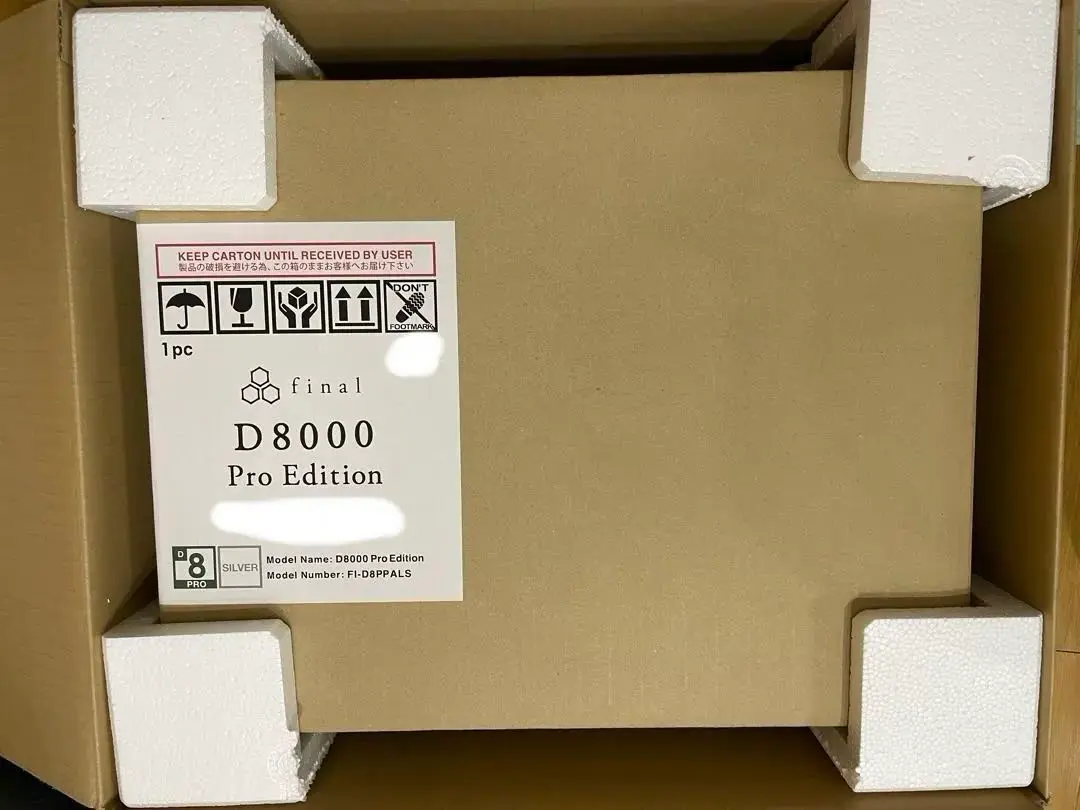 KEEP CARTON UNTIL RECEIVED BY USER
製品の破損を避ける為、この箱のままお客様へお届け下さい
DON'T
FOOTMARK
1pc
final
D8000
Pro Edition
D
8
PRO
SILVER
Model Name: D8000 Pro Edition
Model Number: FI-D8PPALS